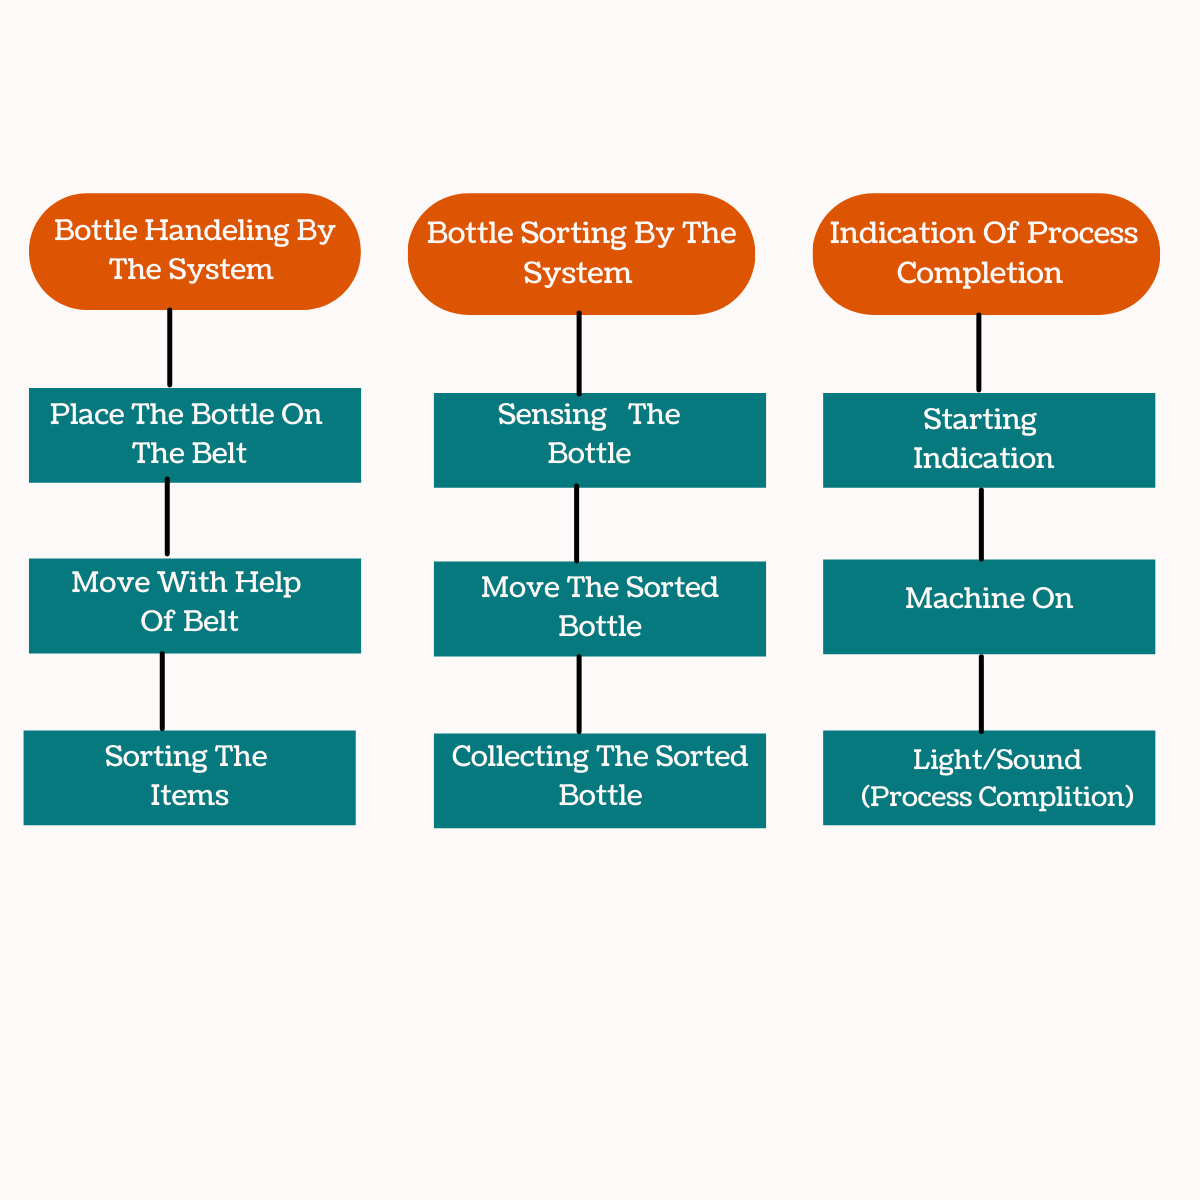 Bottle Handeling By
The System
Place The Bottle On
The Belt
Move With Help
Of Belt
Sorting The
Items
Bottle Sorting By The
System
Sensing The
Bottle
Move The Sorted
Bottle
Collecting The Sorted
Bottle
Indication Of Process
Completion
Starting
Indication
Machine On
Light/Sound
(Process Complition)